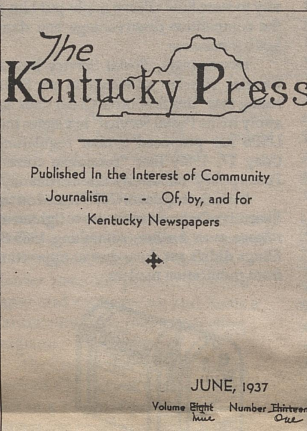 The
Kentucky Press
Published In the Interest of Community
Journalism - - Of, by, and for
Kentucky Newspapers
JUNE, 1937
Volume Eight Number Thirteen
Nine One